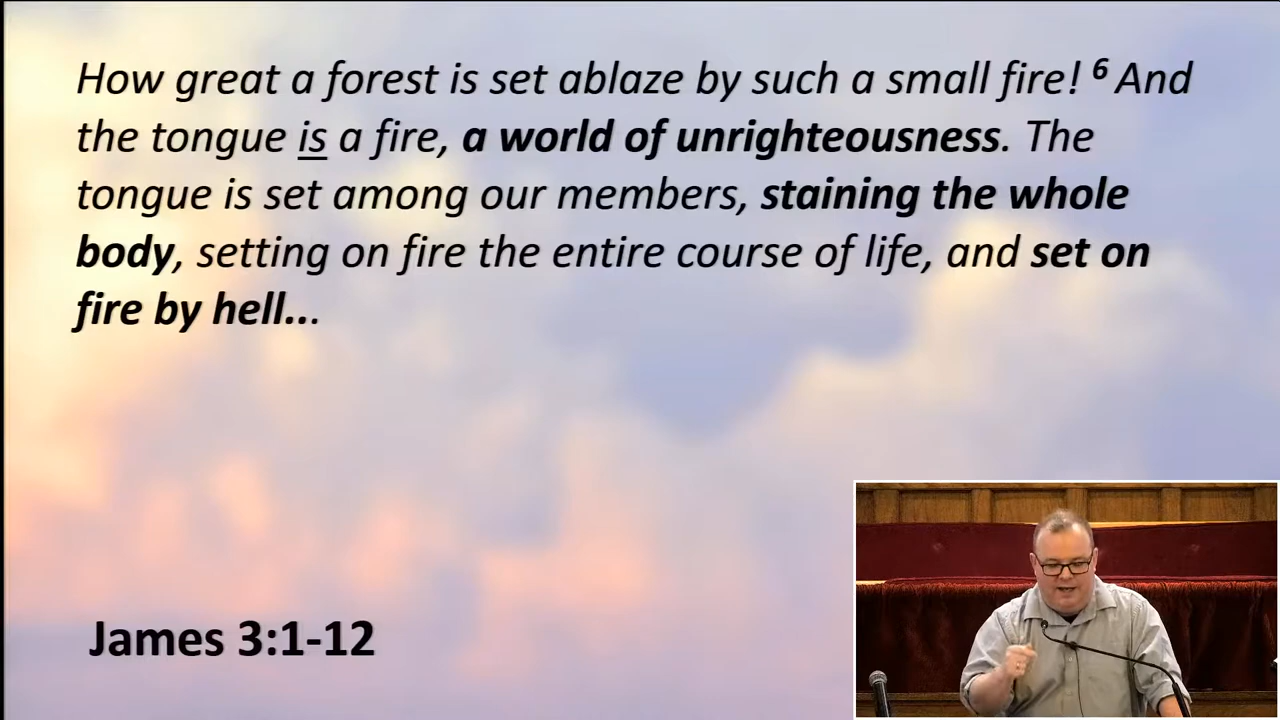 How great a forest is set ablaze by such a small fire! ⁶ And
the tongue is a fire, a world of unrighteousness. The
tongue is set among our members, staining the whole
body, setting on fire the entire course of life, and set on
fire by hell....
James 3:1-12